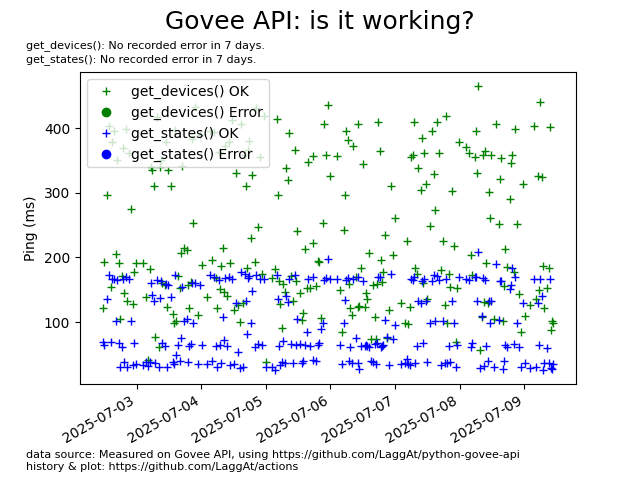 Govee API: is it working?
get_devices(): No recorded error in 7 days.
get_states(): No recorded error in 7 days.
get_devices() OK
get_devices() Error
get_states() OK
get_states() Error
Ping (ms)
400
300
200
100
2025-07-03
2025-07-04
2025-07-05
2025-07-06
2025-07-07
2025-07-08
2025-07-09
data source: Measured on Govee API, using https://github.com/LaggAt/python-govee-api
history & plot: https://github.com/LaggAt/actions